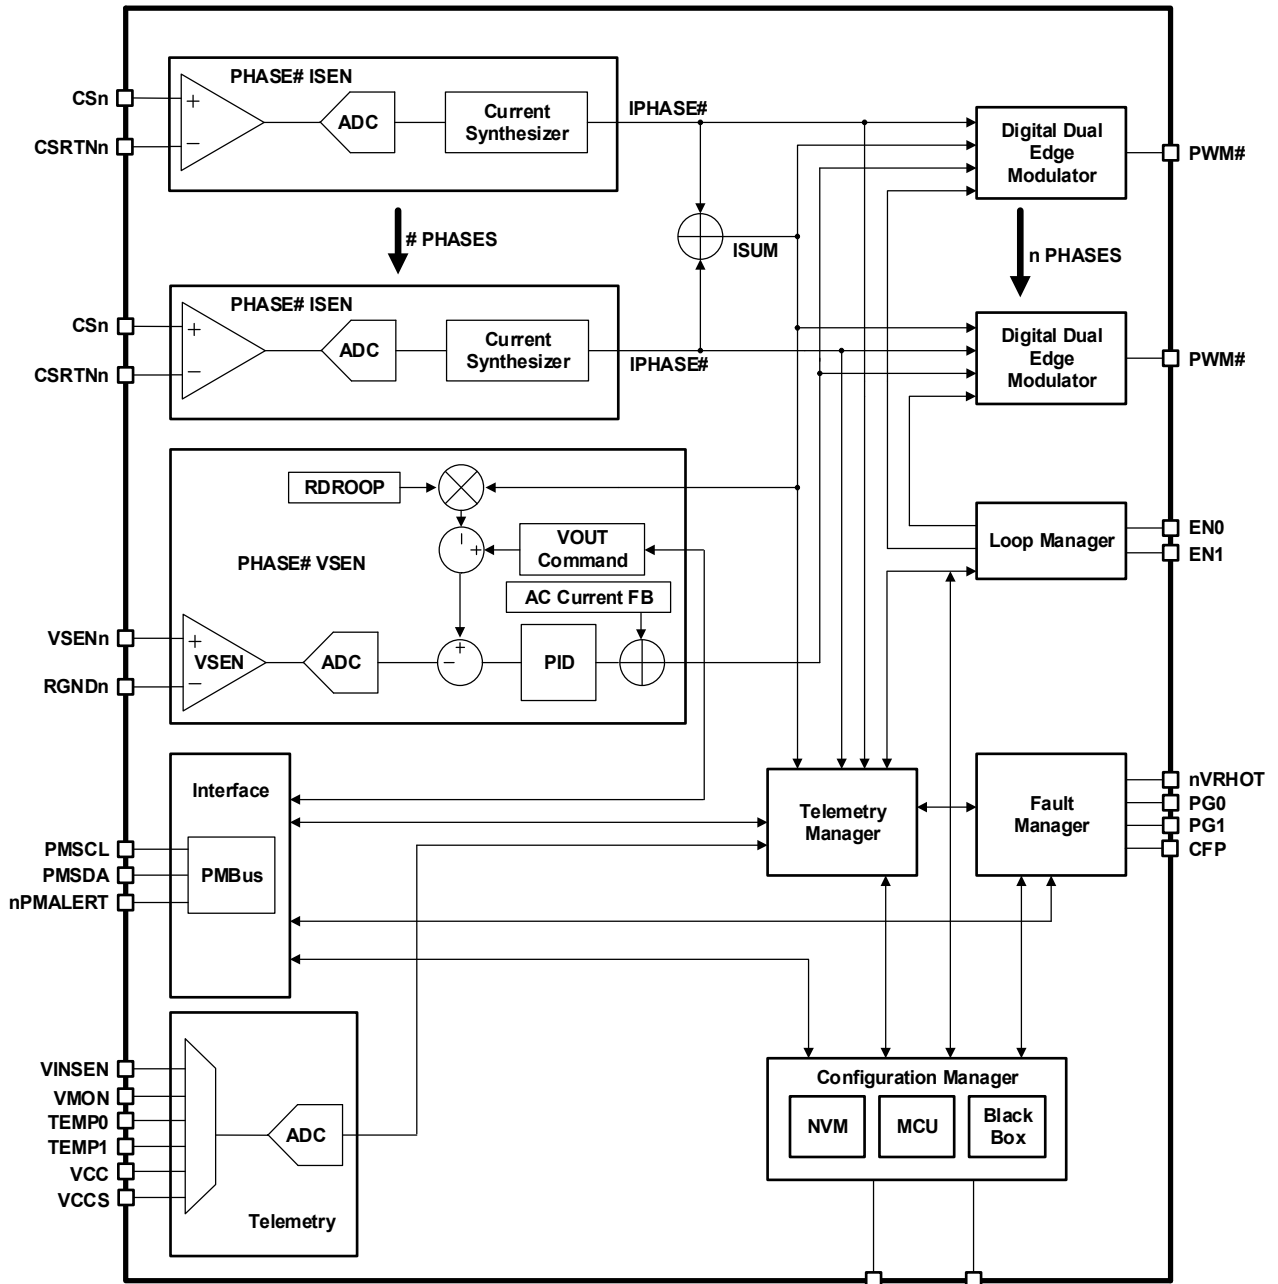 PHASE# ISEN
CSn
+
ADC
Current
Synthesizer
IPHASE#
Digital Dual
Edge
Modulator
PWM#
CSRTNn
−
# PHASES
ISUM
n PHASES
PHASE# ISEN
CSn
+
ADC
Current
Synthesizer
IPHASE#
Digital Dual
Edge
Modulator
PWM#
CSRTNn
−
RDROOP
-
+
VOUT
Command
PHASE# VSEN
AC Current FB
Loop Manager
EN0
EN1
VSENn
+
VSEN
−
ADC
+
−
PID
RGNDn
Interface
PMBus
PMSCL
PMSDA
nPMALERT
Telemetry
Manager
Fault
Manager
nVRHOT
PG0
PG1
CFP
VINSEN
VMON
TEMP0
TEMP1
VCC
VCCS
ADC
Telemetry
Configuration Manager
NVM
MCU
Black
Box